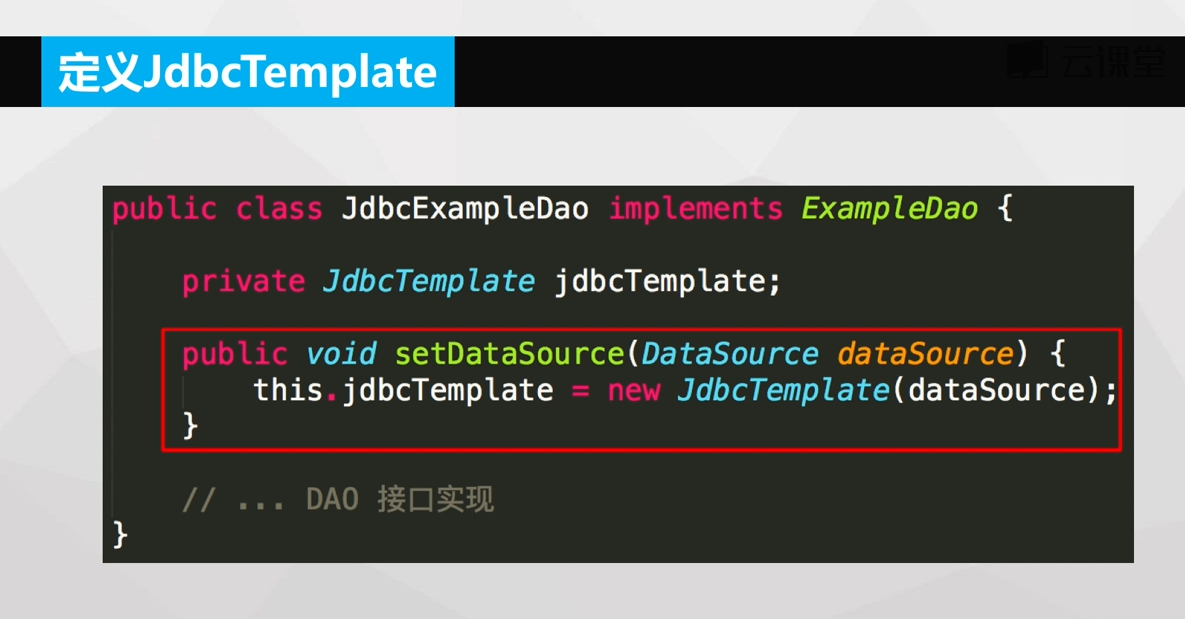 定义JdbcTemplate
云课堂
public class JdbcExampleDao implements ExampleDao {
private JdbcTemplate jdbcTemplate;
public void setDataSource(DataSource dataSource) {
this.jdbcTemplate = new JdbcTemplate(dataSource);
}
// ... DAO 接口实现
}